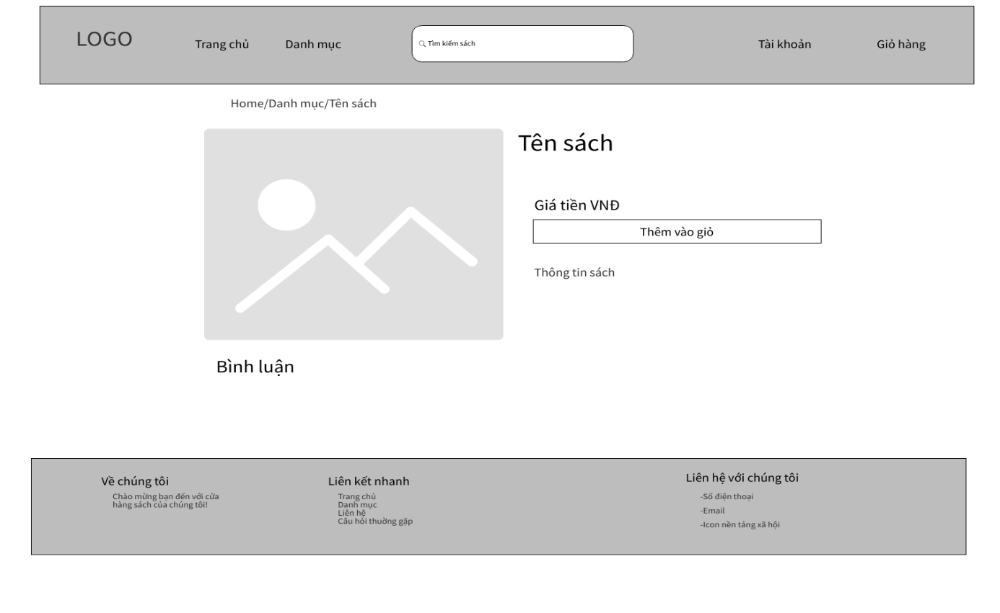 LOGO
Trang chủ
Danh mục
Tìm kiếm sách
Tài khoản
Giỏ hàng
Home/Danh mục/Tên sách
Tên sách
Giá tiền VNĐ
Thêm vào giỏ
Thông tin sách
Bình luận
Về chúng tôi
Chào mừng bạn đến với cửa
hàng sách của chúng tôi!
Liên kết nhanh
Trang chủ
Danh mục
Liên hệ
Câu hỏi thuờng gặp
Liên hệ với chúng tôi
-Số điện thoại
-Email
-Icon nền tảng xã hội